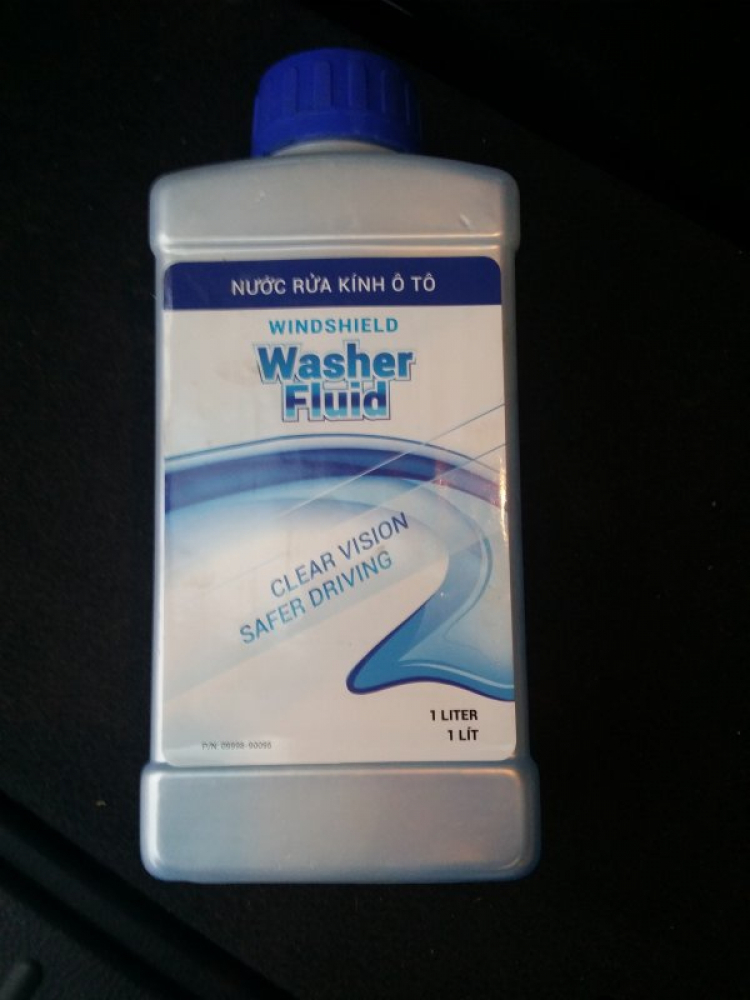 NƯỚC RỬA KÍNH Ô TÔ
WINDSHIELD
Washer
Fluid
CLEAR VISION
SAFER DRIVING
1 LITER
1 LÍT
P/N: